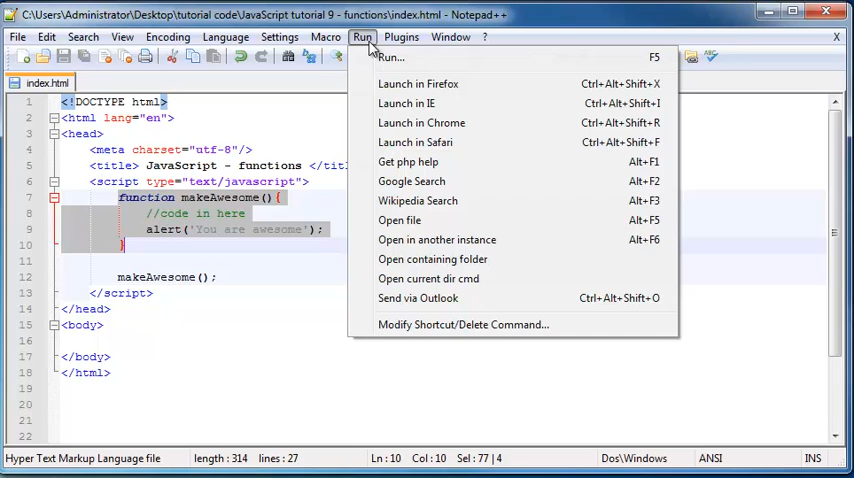 C:\Users\Administrator\Desktop\tutorial code\JavaScript tutorial 9 - functions\index.html - Notepad++
File Edit Search View Encoding Language Settings Macro Run Plugins Window ? X
index.html
Run... F5
Launch in Firefox Ctrl+Alt+Shift+X
Launch in IE Ctrl+Alt+Shift+I
Launch in Chrome Ctrl+Alt+Shift+R
Launch in Safari Ctrl+Alt+Shift+F
Get php help Alt+F1
Google Search Alt+F2
Wikipedia Search Alt+F3
Open file Alt+F5
Open in another instance Alt+F6
Open containing folder
Open current dir cmd
Send via Outlook Ctrl+Alt+Shift+O
Modify Shortcut/Delete Command...
1 <!DOCTYPE html>
2 <html lang="en">
3 <head>
4 <meta charset="utf-8"/>
5 <title> JavaScript - functions </tit
6 <script type="text/javascript">
7 function makeAwesome(){
8 //code in here
9 alert('You are awesome');
10 }
11
12 makeAwesome();
13 </script>
14 </head>
15 <body>
16
17 </body>
18 </html>
19
20
21
22
Hyper Text Markup Language file length : 314 lines : 27 Ln : 10 Col : 10 Sel : 77 | 4 Dos\Windows ANSI INS